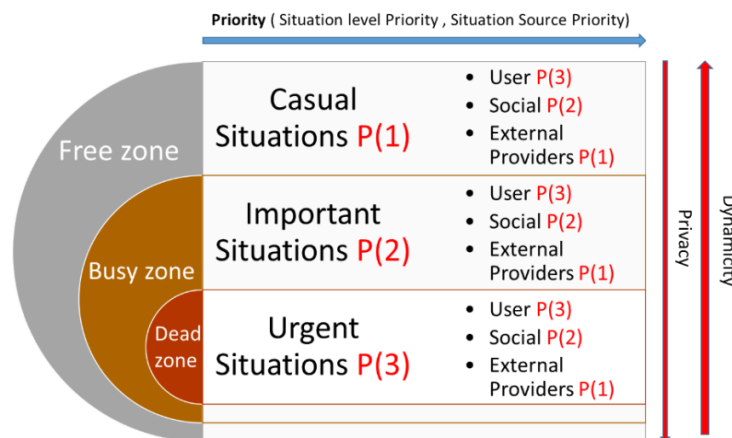 Priority ( Situation level Priority , Situation Source Priority)
Free zone
Casual
Situations P(1)
• User P(3)
• Social P(2)
• External
Providers P(1)
Busy zone
Important
Situations P(2)
• User P(3)
• Social P(2)
• External
Providers P(1)
Dead
zone
Urgent
Situations P(3)
• User P(3)
• Social P(2)
• External
Providers P(1)
Privacy
Dynamicity